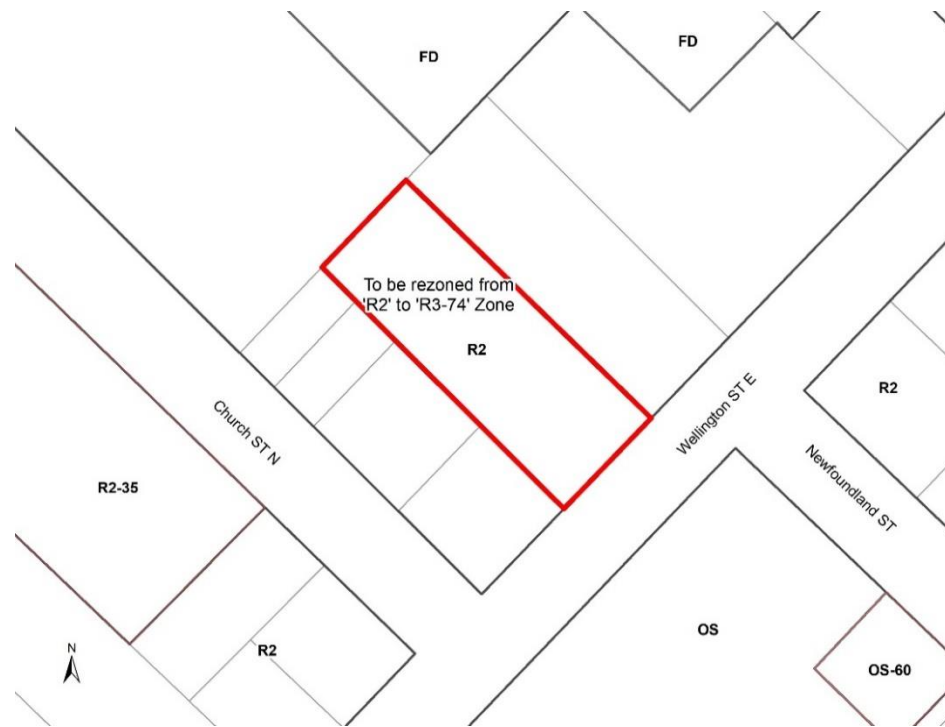 FD
FD
To be rezoned from
'R2' to 'R3-74' Zone
R2
Wellington ST E
R2
Church ST N
Newfoundland ST
R2-35
OS
R2
N
OS-60